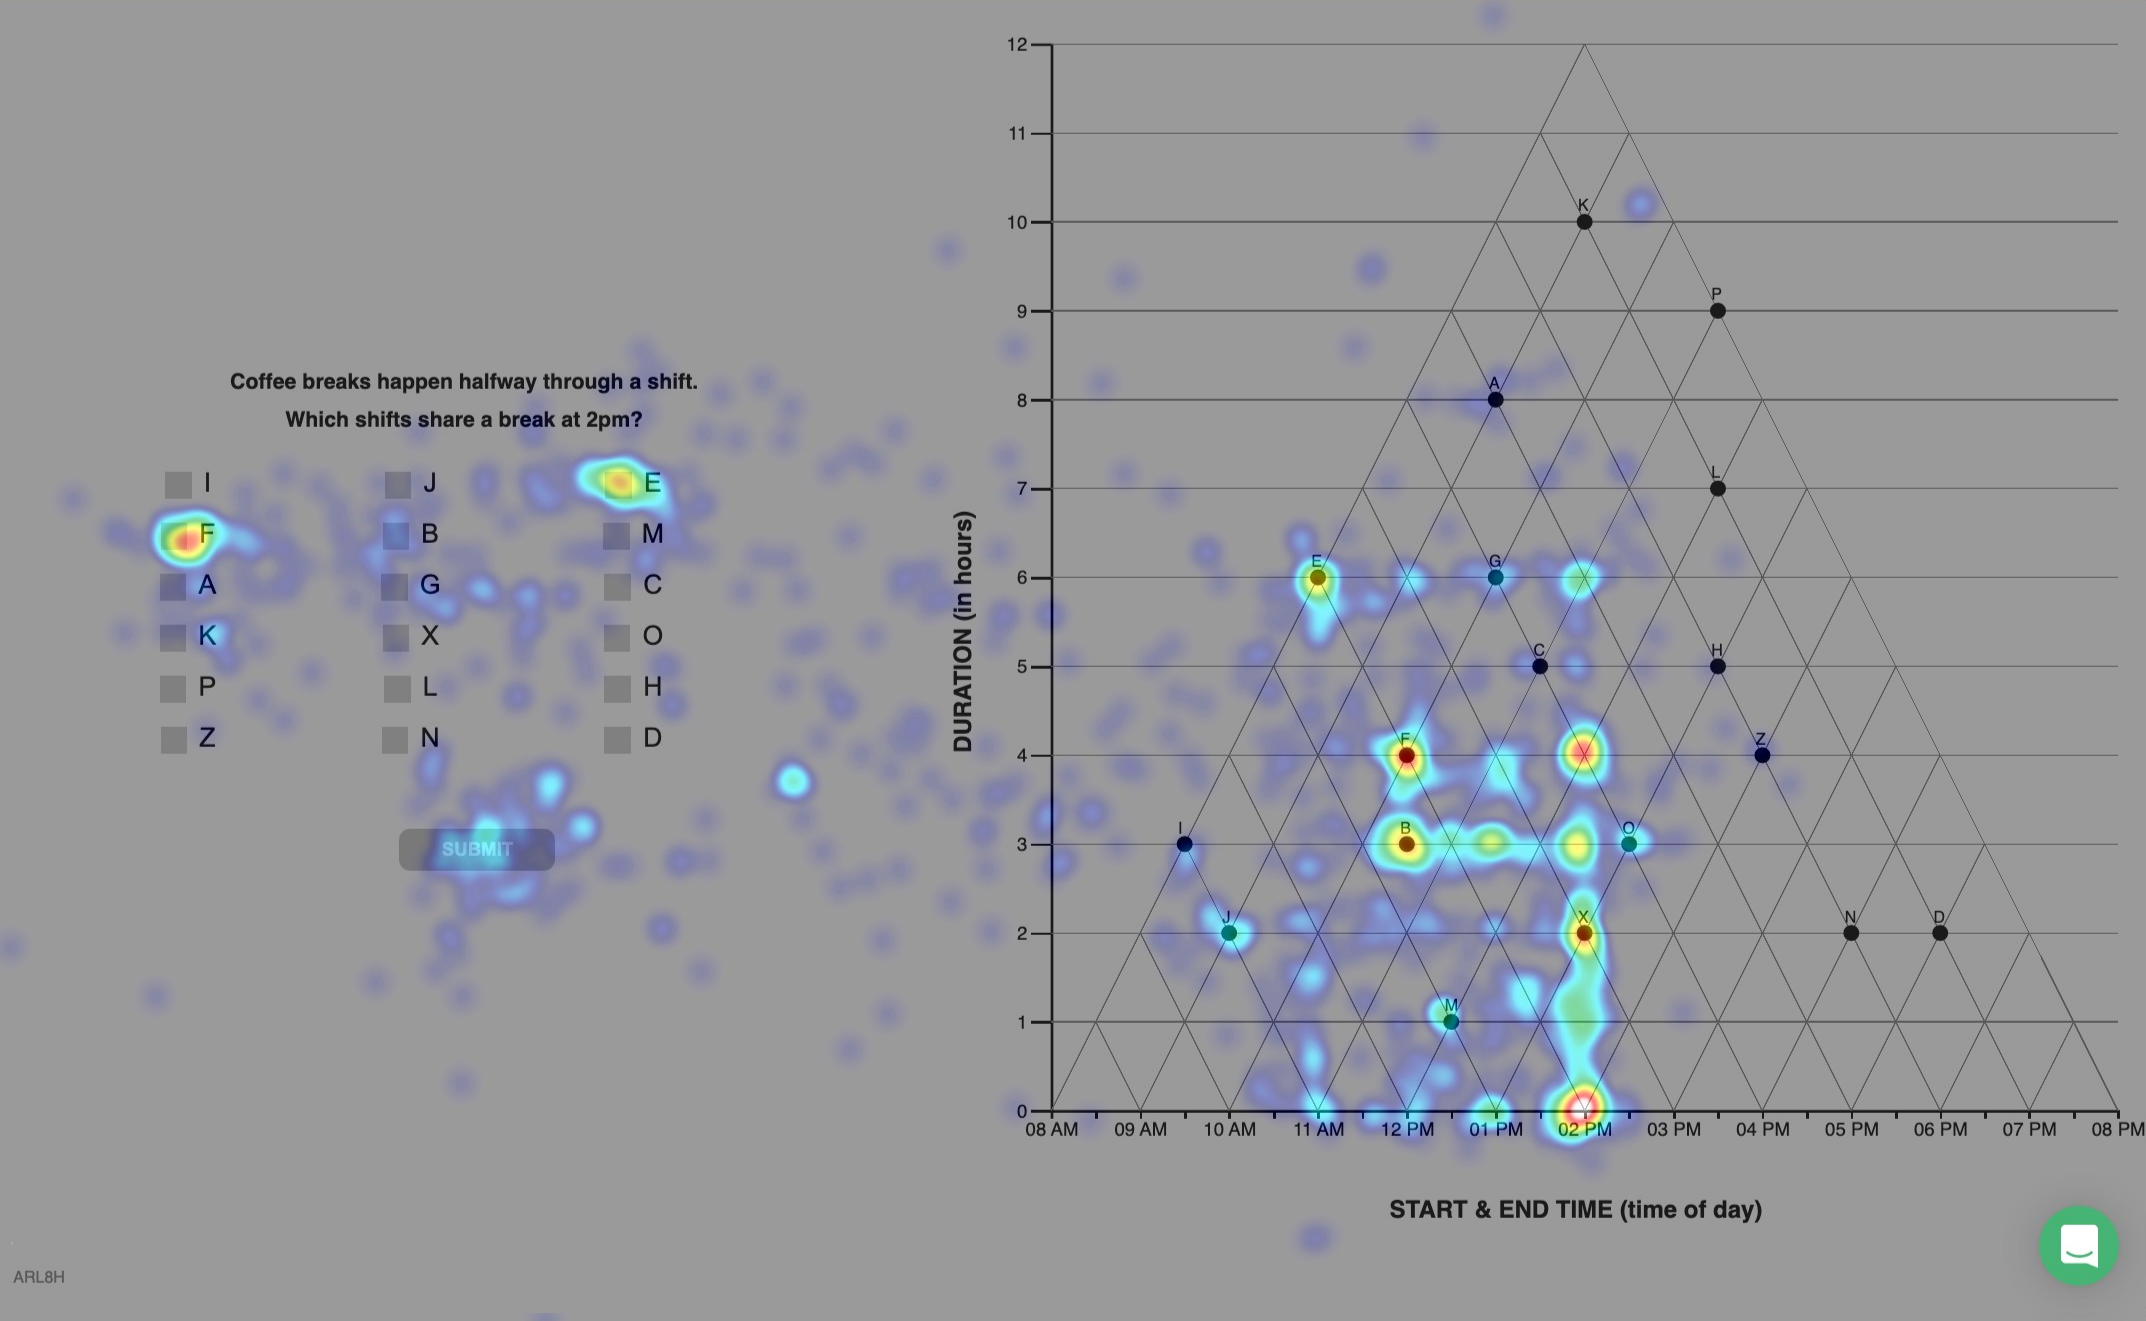 Coffee breaks happen halfway through a shift.
Which shifts share a break at 2pm?
I J E
F B M
A G C
K X O
P L H
Z N D
SUBMIT
DURATION (in hours)
12
11
10
9
8
7
6
5
4
3
2
1
0
K
P
A
L
E G
C H
F Z
I B O
J X N D
M
08 AM 09 AM 10 AM 11 AM 12 PM 01 PM 02 PM 03 PM 04 PM 05 PM 06 PM 07 PM 08 PM
START & END TIME (time of day)
ARL8H